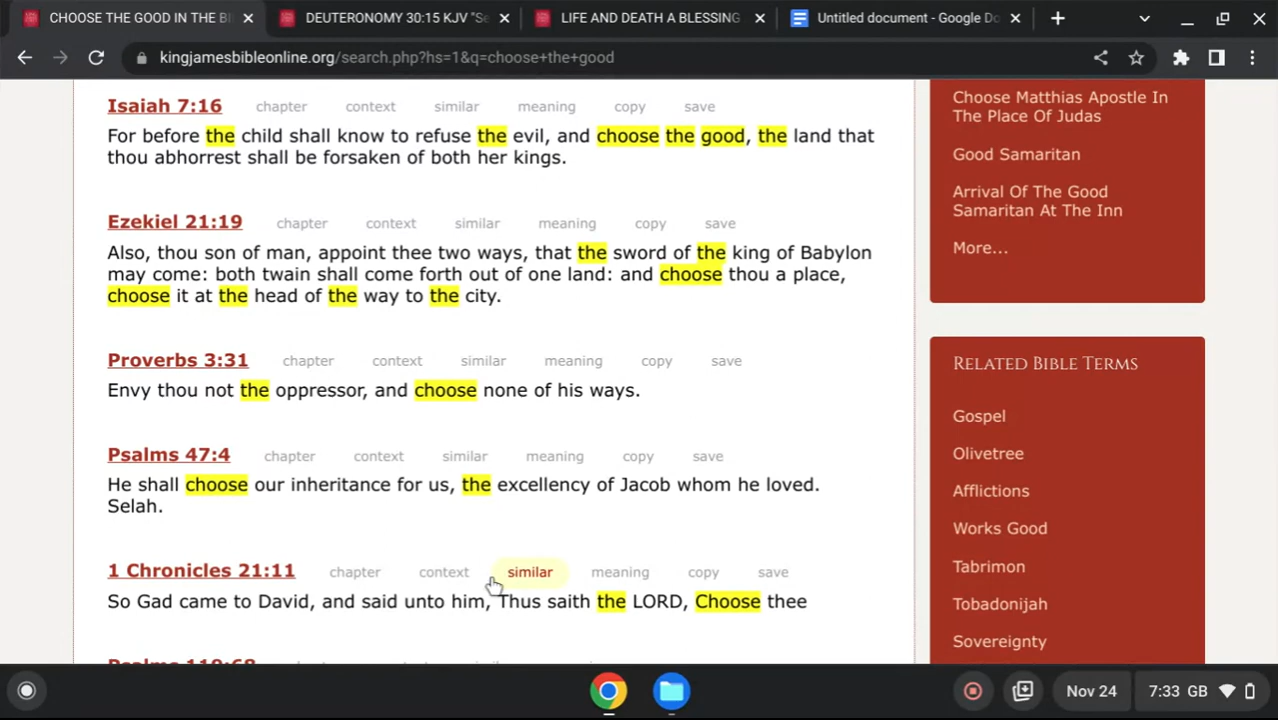 CHOOSE THE GOOD IN THE BI
DEUTERONOMY 30:15 KJV "Se
LIFE AND DEATH A BLESSING
Untitled document - Google Do
kingjamesbibleonline.org/search.php?hs=1&q=choose+the+good
Isaiah 7:16 chapter context similar meaning copy save
For before the child shall know to refuse the evil, and choose the good, the land that
thou abhorrest shall be forsaken of both her kings.
Ezekiel 21:19 chapter context similar meaning copy save
Also, thou son of man, appoint thee two ways, that the sword of the king of Babylon
may come: both twain shall come forth out of one land: and choose thou a place,
choose it at the head of the way to the city.
Proverbs 3:31 chapter context similar meaning copy save
Envy thou not the oppressor, and choose none of his ways.
Psalms 47:4 chapter context similar meaning copy save
He shall choose our inheritance for us, the excellency of Jacob whom he loved.
Selah.
1 Chronicles 21:11 chapter context similar meaning copy save
So Gad came to David, and said unto him, Thus saith the LORD, Choose thee
Psalms 119:68
Choose Matthias Apostle In
The Place Of Judas
Good Samaritan
Arrival Of The Good
Samaritan At The Inn
More...
RELATED BIBLE TERMS
Gospel
Olivetree
Afflictions
Works Good
Tabrimon
Tobadonijah
Sovereignty
Nov 24
7:33 GB